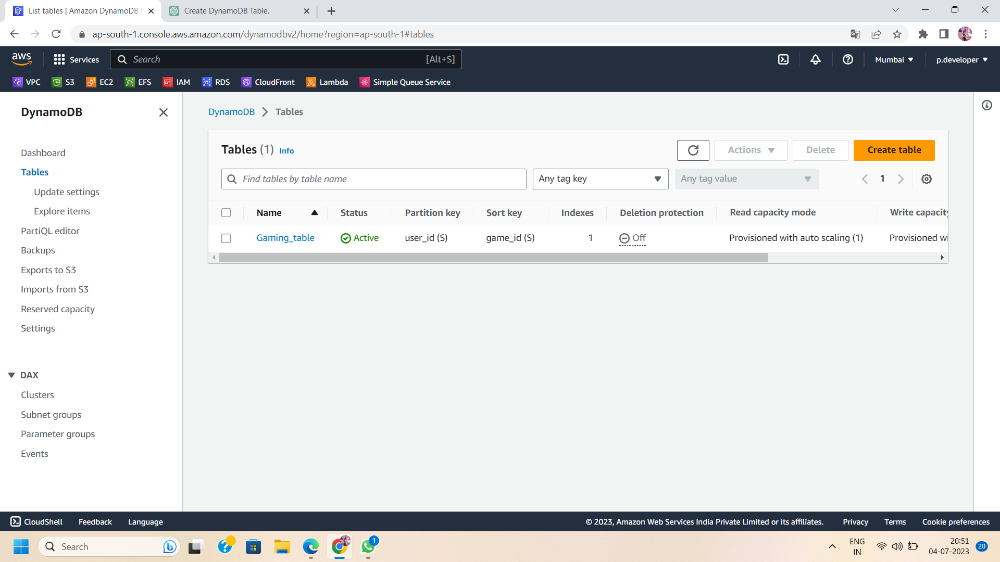 List tables | Amazon DynamoDB
Create DynamoDB Table.
ap-south-1.console.aws.amazon.com/dynamodbv2/home?region=ap-south-1#tables
aws
Services
Search
[Alt+S]
Mumbai
p.developer
VPC
S3
EC2
EFS
IAM
RDS
CloudFront
Lambda
Simple Queue Service
DynamoDB
Dashboard
Tables
Update settings
Explore items
PartiQL editor
Backups
Exports to S3
Imports from S3
Reserved capacity
Settings
DAX
Clusters
Subnet groups
Parameter groups
Events
DynamoDB
Tables
Tables (1) Info
Actions
Delete
Create table
Find tables by table name
Any tag key
Any tag value
1
Name Status Partition key Sort key Indexes Deletion protection Read capacity mode Write capacity
Gaming_table Active user_id (S) game_id (S) 1 Off Provisioned with auto scaling (1) Provisioned wi
CloudShell
Feedback
Language
© 2023, Amazon Web Services India Private Limited or its affiliates.
Privacy
Terms
Cookie preferences
Search
1
ENG
IN
20:51
04-07-2023
20